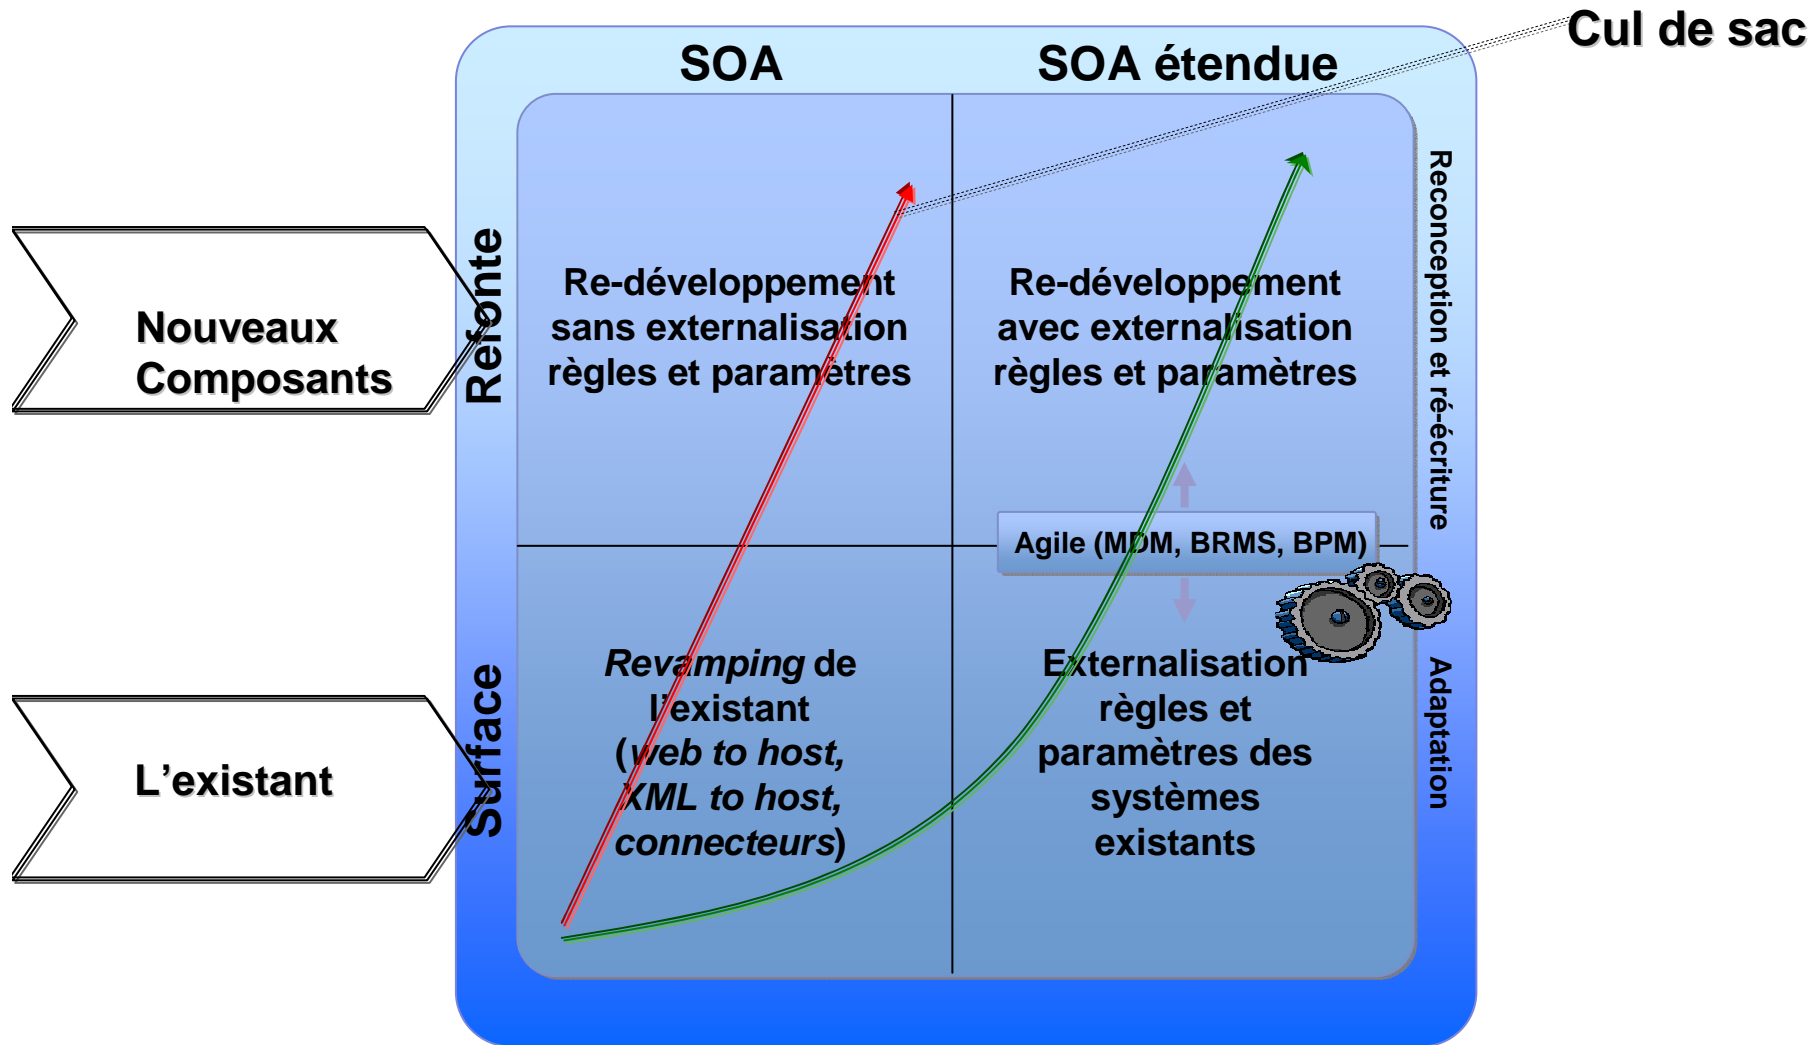 Cul de sac
SOA
SOA étendue
Nouveaux
Composants
Refonte
Re-développement
sans externalisation
règles et paramètres
Re-développement
avec externalisation
règles et paramètres
Reconception et ré-écriture
Agile (MDM, BRMS, BPM)
L’existant
Surface
Revamping de
l’existant
(web to host,
XML to host,
connecteurs)
Externalisation
règles et
paramètres des
systèmes
existants
Adaptation